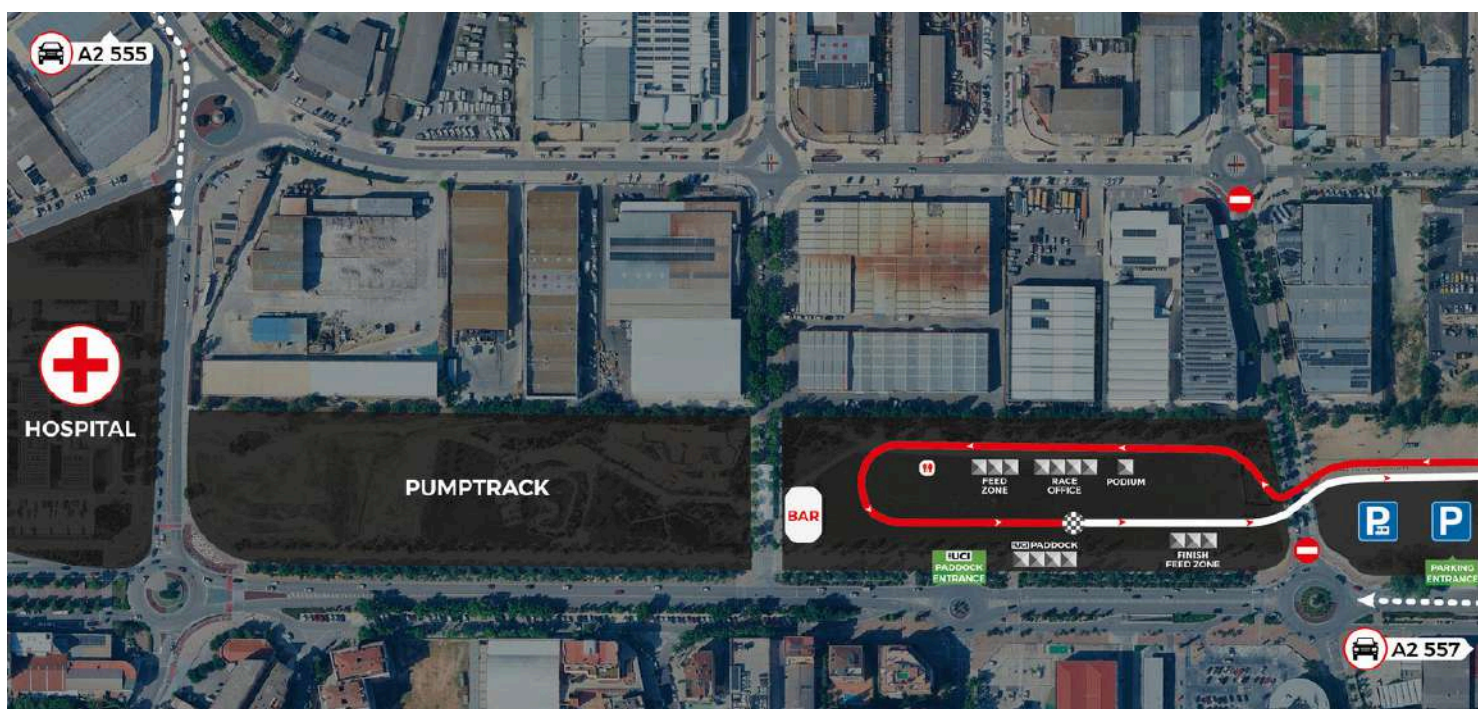 A2 555
HOSPITAL
PUMPTRACK
BAR
FEED
ZONE
RACE
OFFICE
PODIUM
UCI PADDOCK
FINISH
FEED ZONE
UCI
PADDOCK
ENTRANCE
P
P
PARKING
ENTRANCE
A2 557